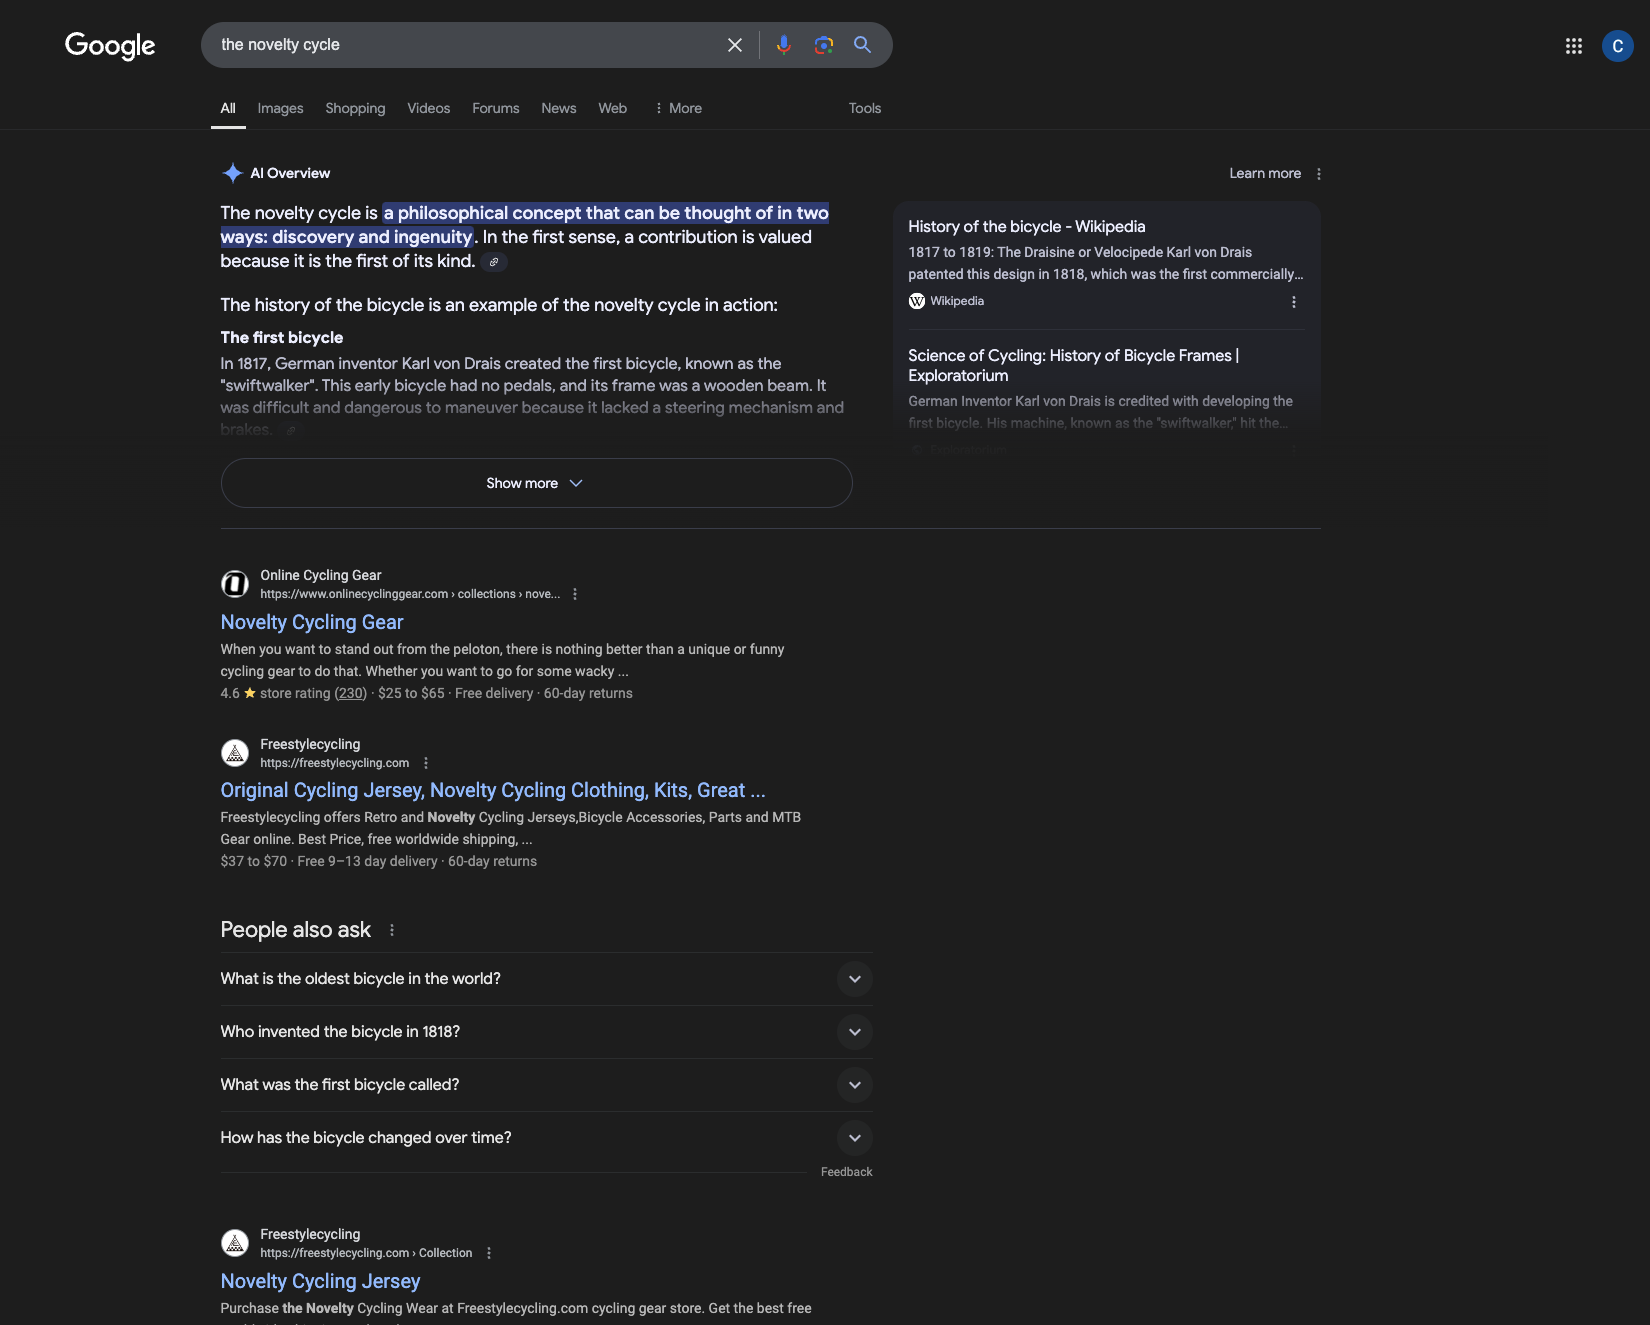 Google
the novelty cycle
C
All
Images
Shopping
Videos
Forums
News
Web
More
Tools
AI Overview
Learn more
The novelty cycle is a philosophical concept that can be thought of in two
ways: discovery and ingenuity. In the first sense, a contribution is valued
because it is the first of its kind.
The history of the bicycle is an example of the novelty cycle in action:
The first bicycle
In 1817, German inventor Karl von Drais created the first bicycle, known as the
"swiftwalker". This early bicycle had no pedals, and its frame was a wooden beam. It
was difficult and dangerous to maneuver because it lacked a steering mechanism and
brakes.
Show more
History of the bicycle - Wikipedia
1817 to 1819: The Draisine or Velocipede Karl von Drais
patented this design in 1818, which was the first commercially...
W Wikipedia
Science of Cycling: History of Bicycle Frames |
Exploratorium
German Inventor Karl von Drais is credited with developing the
first bicycle. His machine, known as the "swiftwalker," hit the...
Online Cycling Gear
https://www.onlinecyclinggear.com › collections › nove...
Novelty Cycling Gear
When you want to stand out from the peloton, there is nothing better than a unique or funny
cycling gear to do that. Whether you want to go for some wacky ...
4.6 ★ store rating (230) · $25 to $65 · Free delivery · 60-day returns
Freestylecycling
https://freestylecycling.com
Original Cycling Jersey, Novelty Cycling Clothing, Kits, Great ...
Freestylecycling offers Retro and Novelty Cycling Jerseys,Bicycle Accessories, Parts and MTB
Gear online. Best Price, free worldwide shipping, ...
$37 to $70 · Free 9–13 day delivery · 60-day returns
People also ask
What is the oldest bicycle in the world?
Who invented the bicycle in 1818?
What was the first bicycle called?
How has the bicycle changed over time?
Feedback
Freestylecycling
https://freestylecycling.com › Collection
Novelty Cycling Jersey
Purchase the Novelty Cycling Wear at Freestylecycling.com cycling gear store. Get the best free